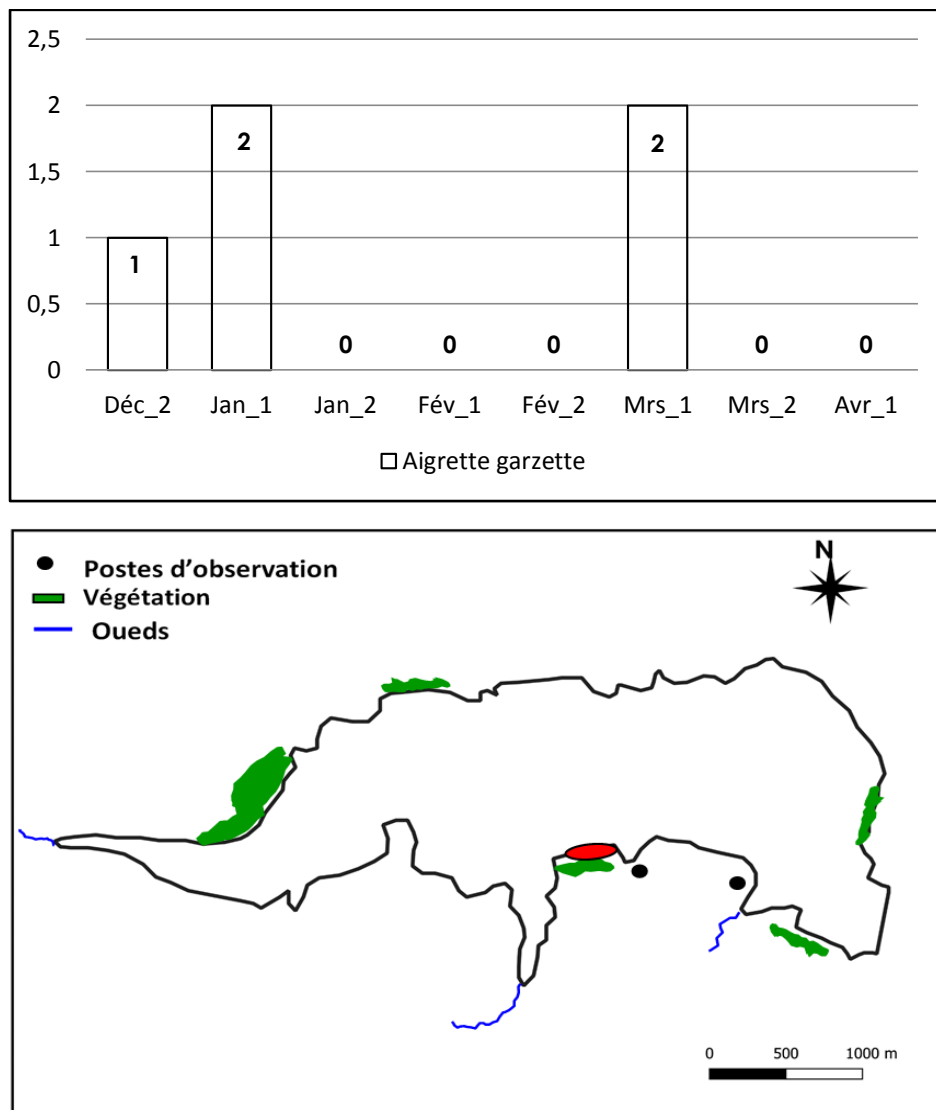 2,5
2
1,5
1
0,5
0
1
2
0
0
0
2
0
0
Déc_2 Jan_1 Jan_2 Fév_1 Fév_2 Mrs_1 Mrs_2 Avr_1
Aigrette garzette
Postes d'observation
Végétation
Oueds
N
0 500 1000 m